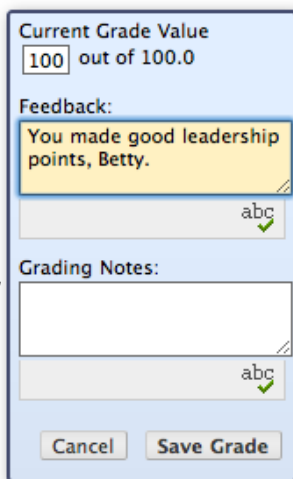 Current Grade Value
100 out of 100.0
Feedback:
You made good leadership
points, Betty.
abc
Grading Notes:
abc
Cancel Save Grade